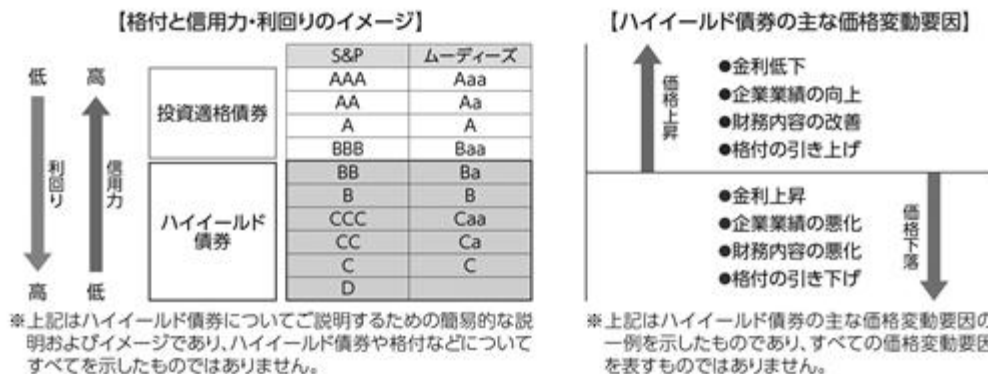 【格付と信用力・利回りのイメージ】
S&P ムーディーズ
低 高
利回り
信用力
高 低
投資適格債券
AAA Aaa
AA Aa
A A
BBB Baa
ハイイールド
債券
BB Ba
B B
CCC Caa
CC Ca
C C
D
※上記はハイイールド債券についてご説明するための簡易的な説
明およびイメージであり、ハイイールド債券や格付などについて
すべてを示したものではありません。
【ハイイールド債券の主な価格変動要因】
価格上昇
●金利低下
●企業業績の向上
●財務内容の改善
●格付の引き上げ
●金利上昇
●企業業績の悪化
●財務内容の悪化
●格付の引き下げ
価格下落
※上記はハイイールド債券の主な価格変動要因の
一例を示したものであり、すべての価格変動要因
を表すものではありません。